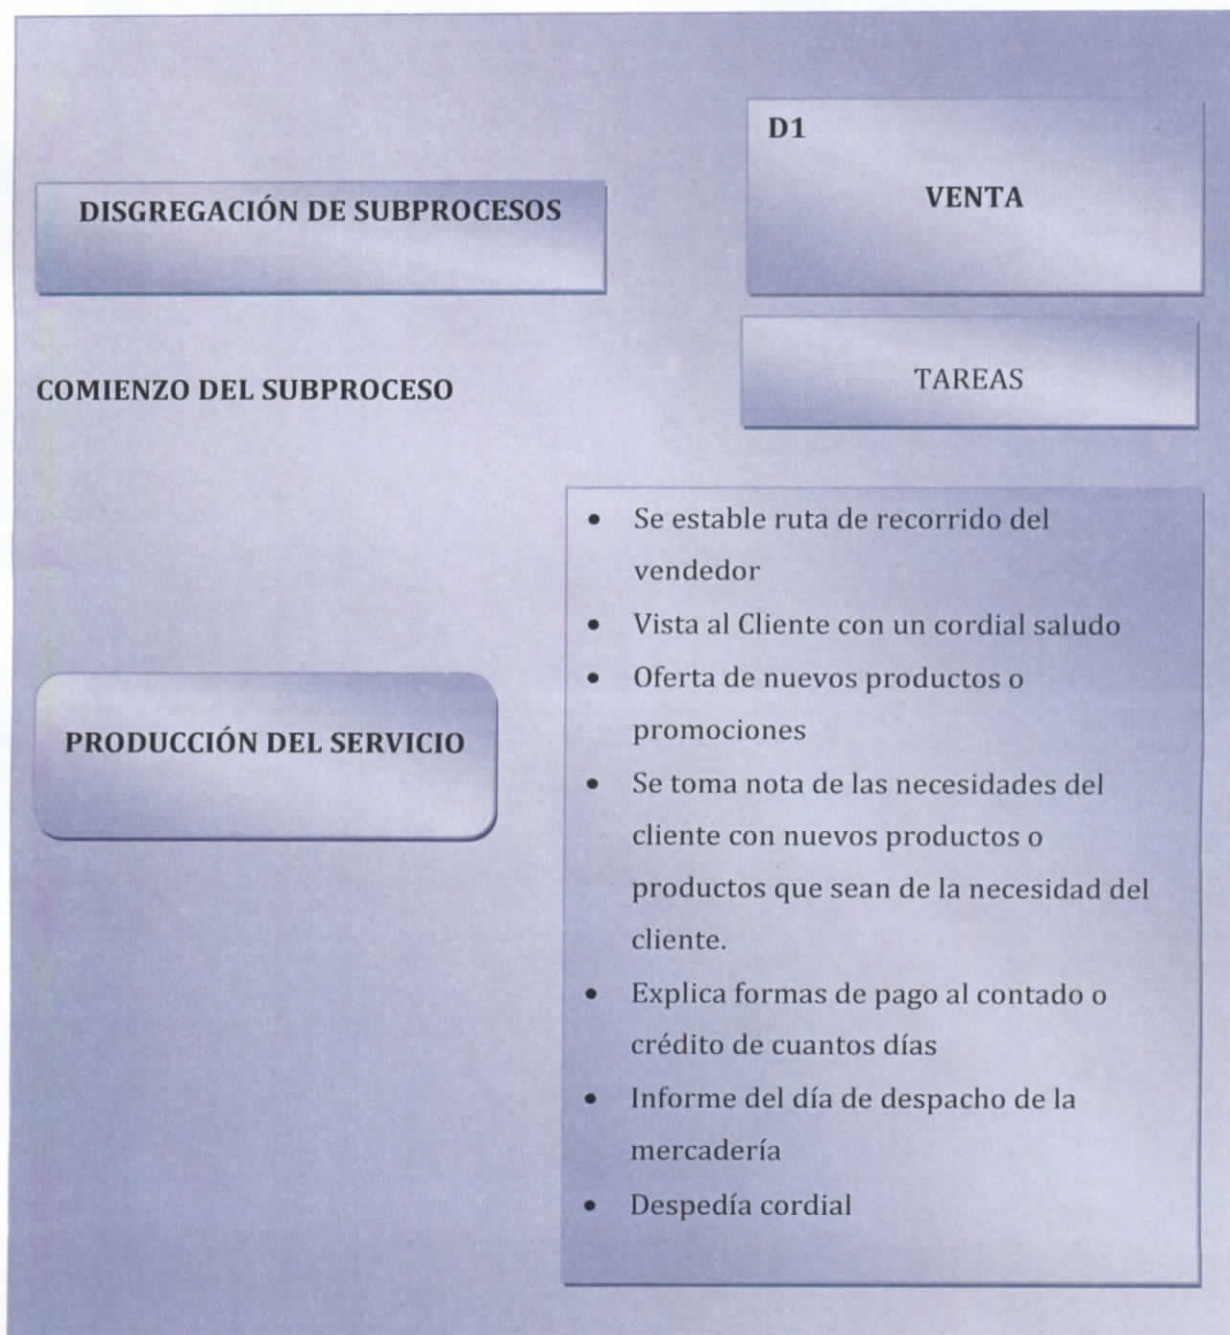 D1
VENTA
DISGREGACIÓN DE SUBPROCESOS
COMIENZO DEL SUBPROCESO
TAREAS
PRODUCCIÓN DEL SERVICIO
• Se estable ruta de recorrido del
vendedor
• Vista al Cliente con un cordial saludo
• Oferta de nuevos productos o
promociones
• Se toma nota de las necesidades del
cliente con nuevos productos o
productos que sean de la necesidad del
cliente.
• Explica formas de pago al contado o
crédito de cuantos días
• Informe del día de despacho de la
mercadería
• Despedía cordial